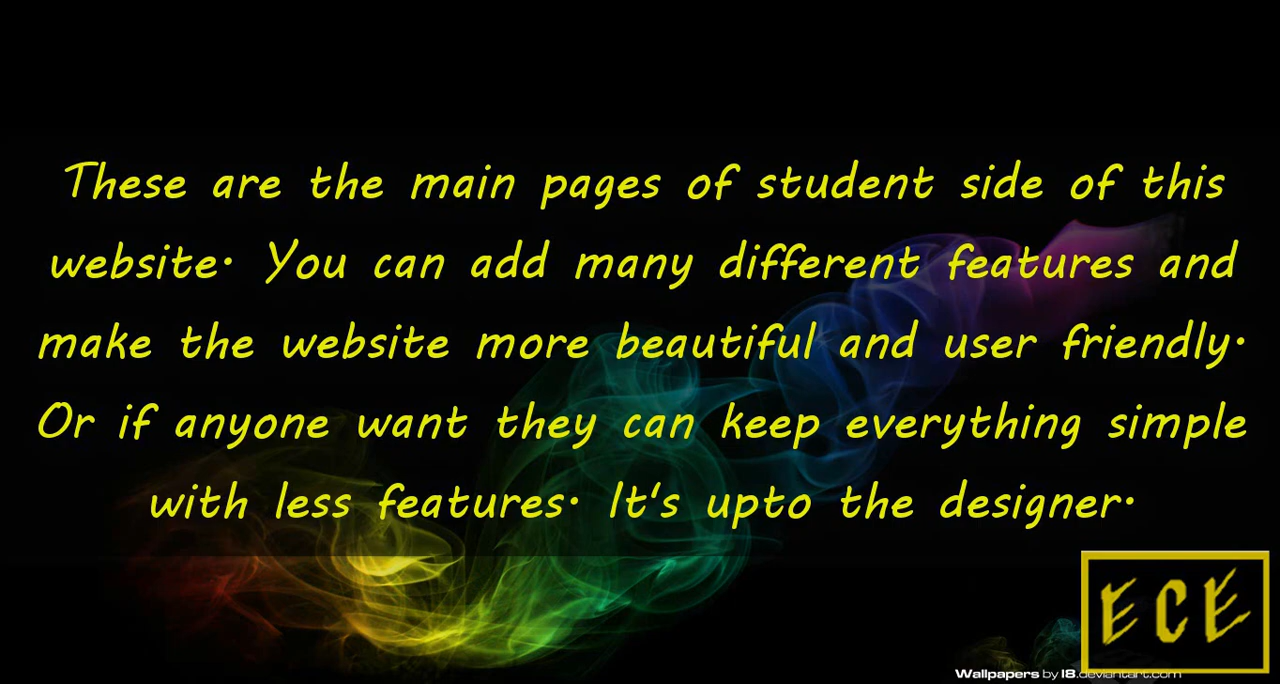 These are the main pages of student side of this
website. You can add many different features and
make the website more beautiful and user friendly.
Or if anyone want they can keep everything simple
with less features. It's upto the designer.
ECE
Wallpapers by I8.deviantart.com